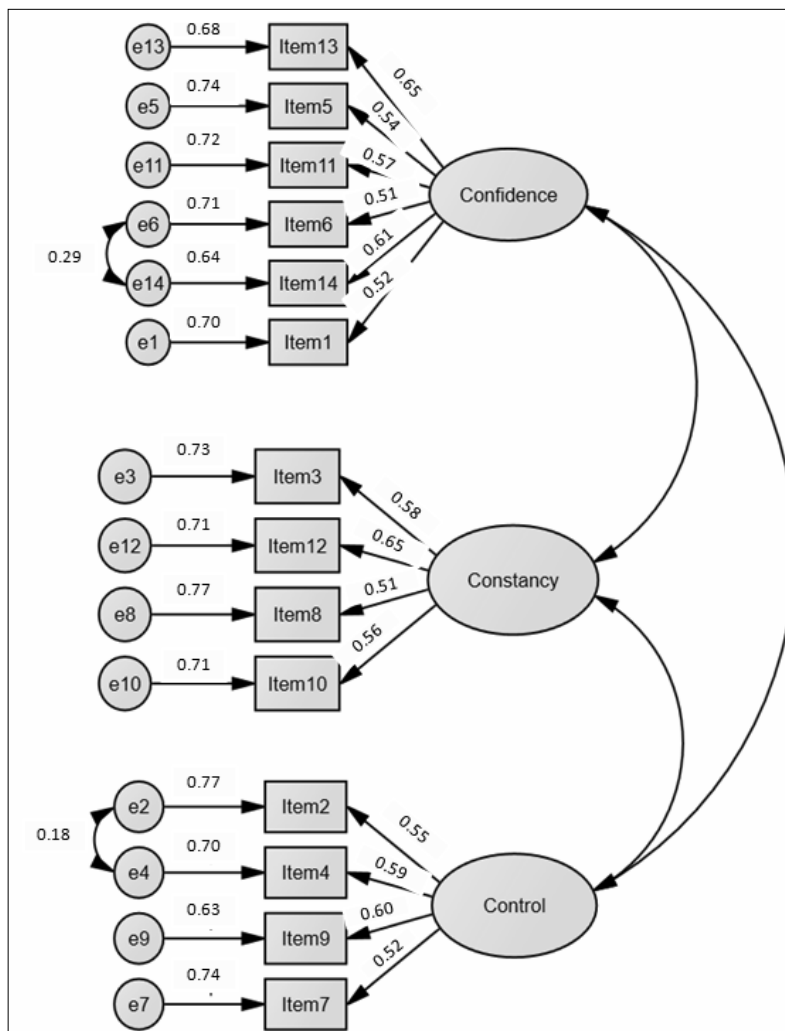 e13 0.68 Item13 0.65
e5 0.74 Item5 0.54
e11 0.72 Item11 0.57
Confidence
e6 0.71 Item6 0.51
0.29
e14 0.64 Item14 0.61
e1 0.70 Item1 0.52
e3 0.73 Item3 0.58
e12 0.71 Item12 0.65
Constancy
e8 0.77 Item8 0.51
e10 0.71 Item10 0.56
e2 0.77 Item2 0.55
0.18
e4 0.70 Item4 0.59
Control
e9 0.63 Item9 0.60
e7 0.74 Item7 0.52